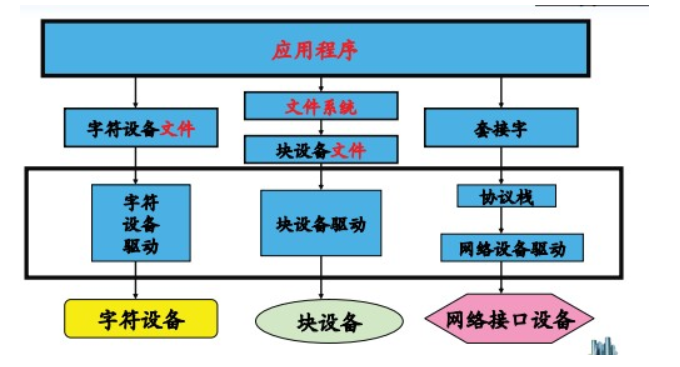 应用程序
字符设备文件
文件系统
块设备文件
套接字
字符
设备
驱动
块设备驱动
协议栈
网络设备驱动
字符设备
块设备
网络接口设备